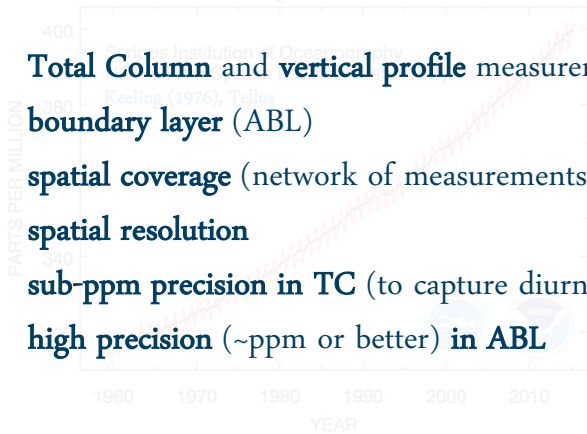 400
Scripps Institution of Oceanography
Total Column and vertical profile measure
Keeling (1976), Tellus
380
boundary layer (ABL)
spatial coverage (network of measurements
spatial resolution
340
sub-ppm precision in TC (to capture diurn
high precision (~ppm or better) in ABL
PARTS PER MILLION
1960 1970 1980 1990 2000 2010
YEAR